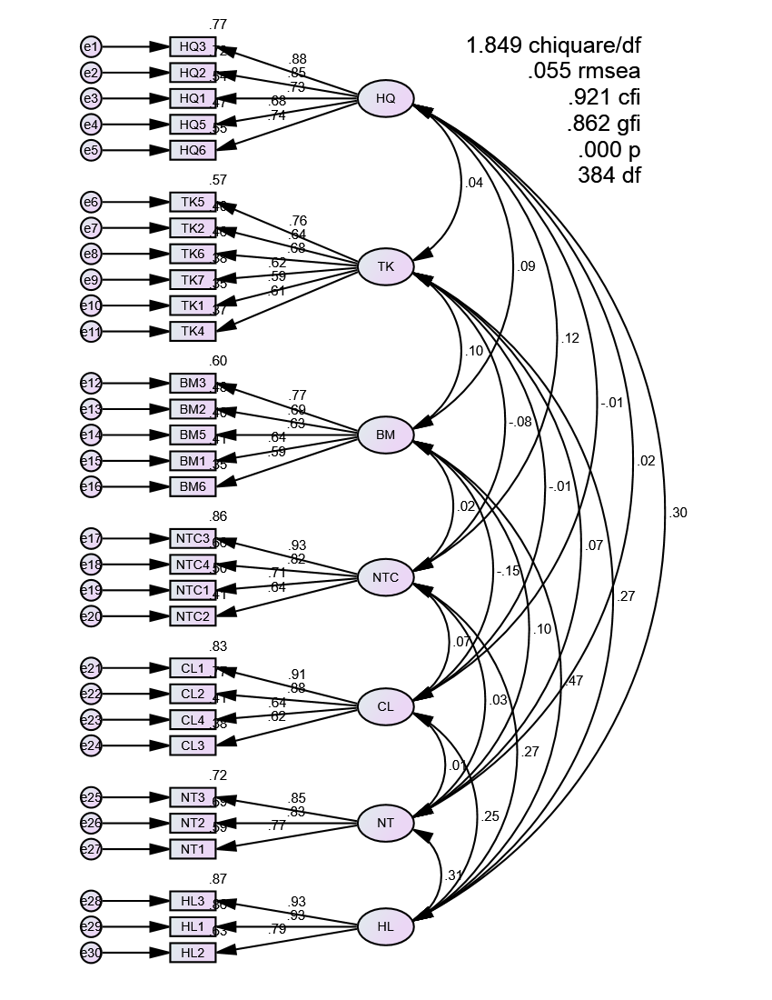 1.849 chiquare/df
.055 rmsea
.921 cfi
.862 gfi
.000 p
384 df
.77
e1 HQ3 .88
e2 HQ2 .85
e3 HQ1 .73
e4 HQ5 .68
e5 HQ6 .74
.55
HQ
.57
e6 TK5 .76
e7 TK2 .64
e8 TK6 .68
e9 TK7 .62
e10 TK1 .59
e11 TK4 .61
TK
.60
e12 BM3 .77
e13 BM2 .69
e14 BM5 .63
e15 BM1 .64
e16 BM6 .59
BM
.86
e17 NTC3 .93
e18 NTC4 .82
e19 NTC1 .71
e20 NTC2 .64
NTC
.83
e21 CL1 .91
e22 CL2 .88
e23 CL4 .64
e24 CL3 .62
CL
.72
e25 NT3 .85
e26 NT2 .83
e27 NT1 .77
NT
.87
e28 HL3 .93
e29 HL1 .93
e30 HL2 .79
.63
HL
.04
.09
.12
-.01
.02
.30
.10
-.08
-.01
.07
.27
.02
-.15
.10
.47
.07
.03
.27
.01
.25
.31